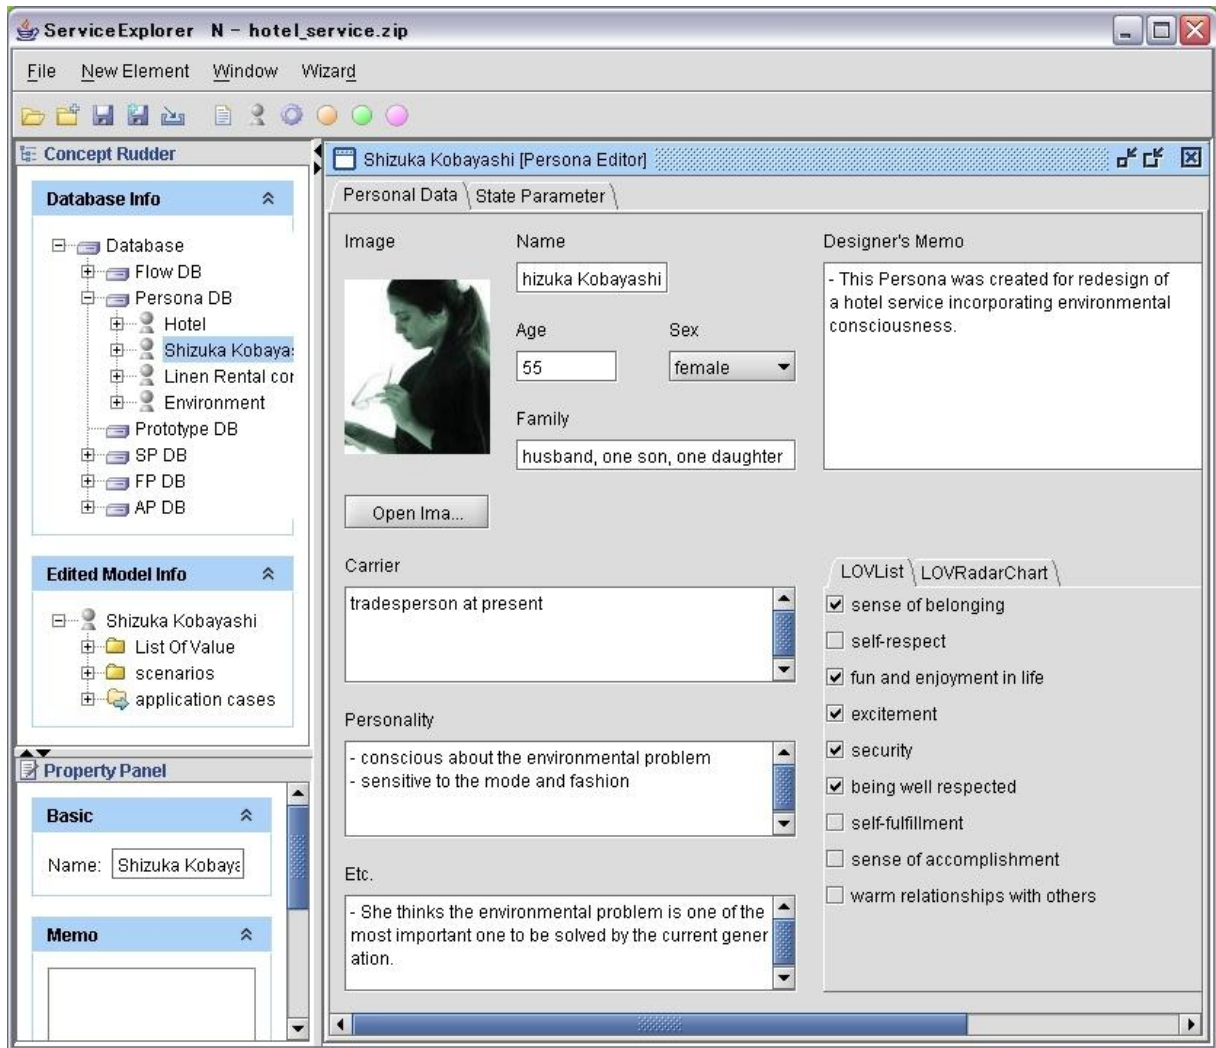 ServiceExplorer N - hotel_service.zip
File New Element Window Wizard
Concept Rudder
Database Info
Database
Flow DB
Persona DB
Hotel
Shizuka Kobaya
Linen Rental cor
Environment
Prototype DB
SP DB
FP DB
AP DB
Edited Model Info
Shizuka Kobayashi
List Of Value
scenarios
application cases
Property Panel
Basic
Name: Shizuka Kobaya
Memo
Shizuka Kobayashi [Persona Editor]
Personal Data State Parameter
Image
Open Ima...
Name
hizuka Kobayashi
Age Sex
55 female
Family
husband, one son, one daughter
Designer's Memo
- This Persona was created for redesign of
a hotel service incorporating environmental
consciousness.
Carrier
tradesperson at present
Personality
- conscious about the environmental problem
- sensitive to the mode and fashion
Etc.
- She thinks the environmental problem is one of the
most important one to be solved by the current gener
ation.
LOVList LOVRadarChart
sense of belonging
self-respect
fun and enjoyment in life
excitement
security
being well respected
self-fulfillment
sense of accomplishment
warm relationships with others